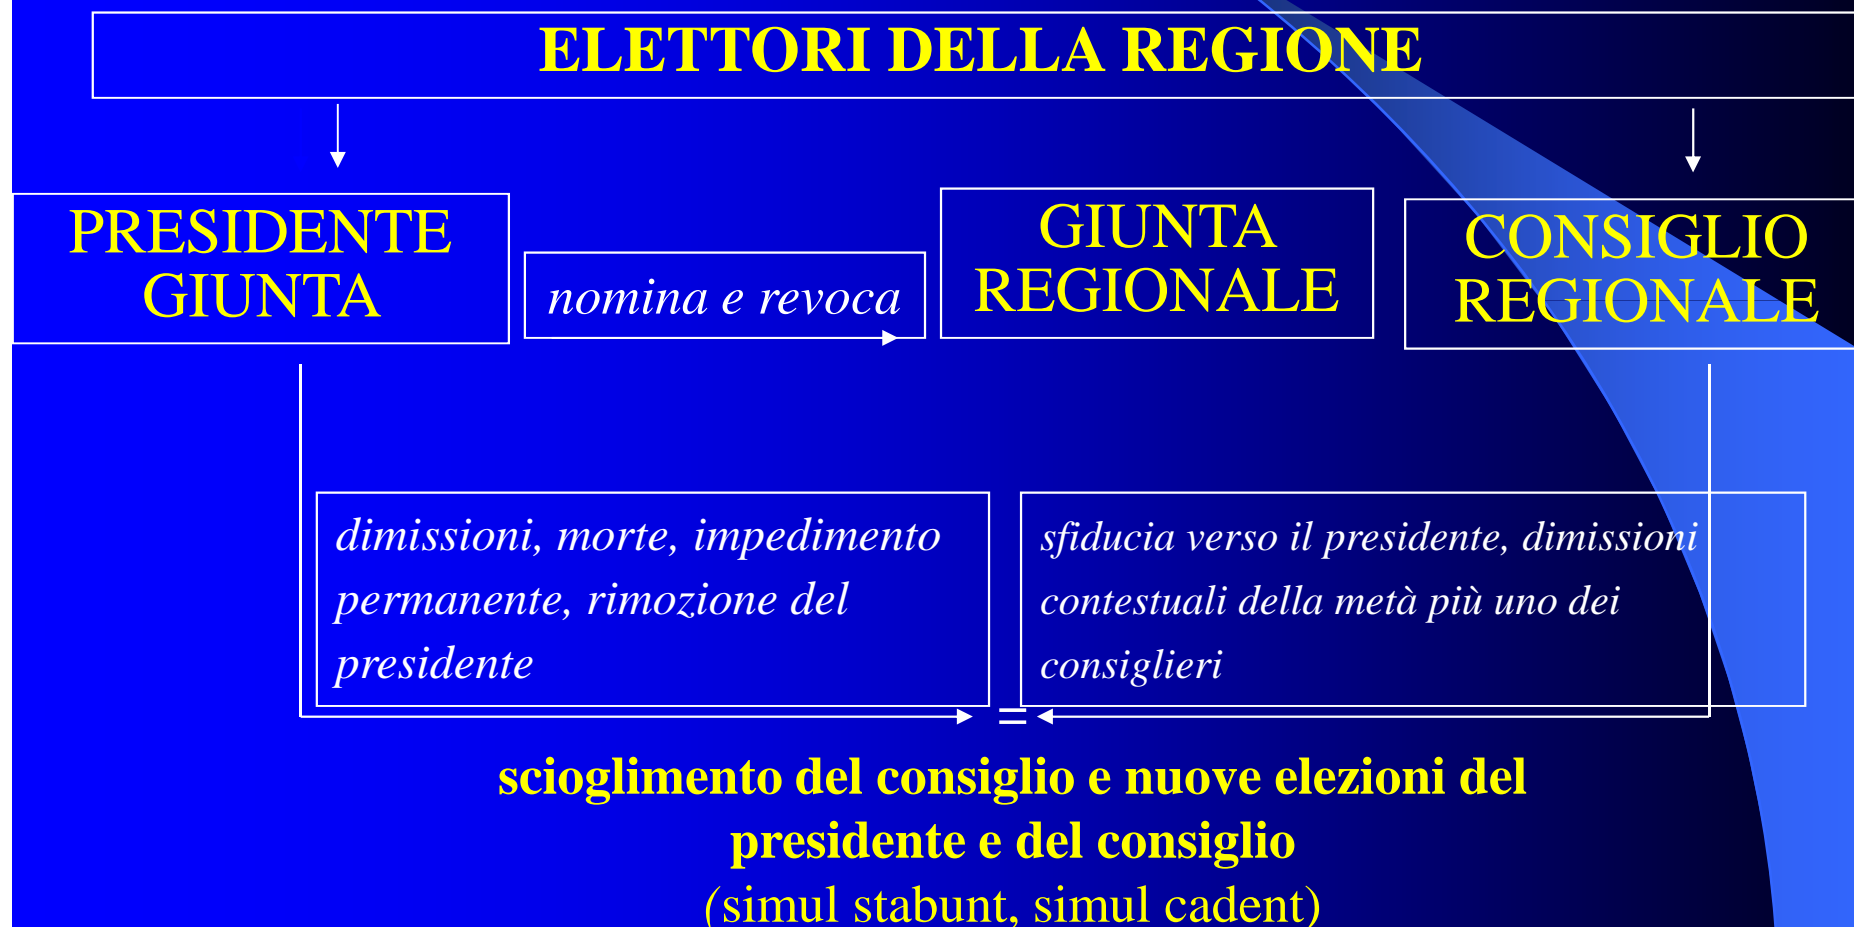 ELETTORI DELLA REGIONE
PRESIDENTE
GIUNTA
nomina e revoca
GIUNTA
REGIONALE
CONSIGLIO
REGIONALE
dimissioni, morte, impedimento
permanente, rimozione del
presidente
sfiducia verso il presidente, dimissioni
contestuali della metà più uno dei
consiglieri
=
scioglimento del consiglio e nuove elezioni del
presidente e del consiglio
(simul stabunt, simul cadent)